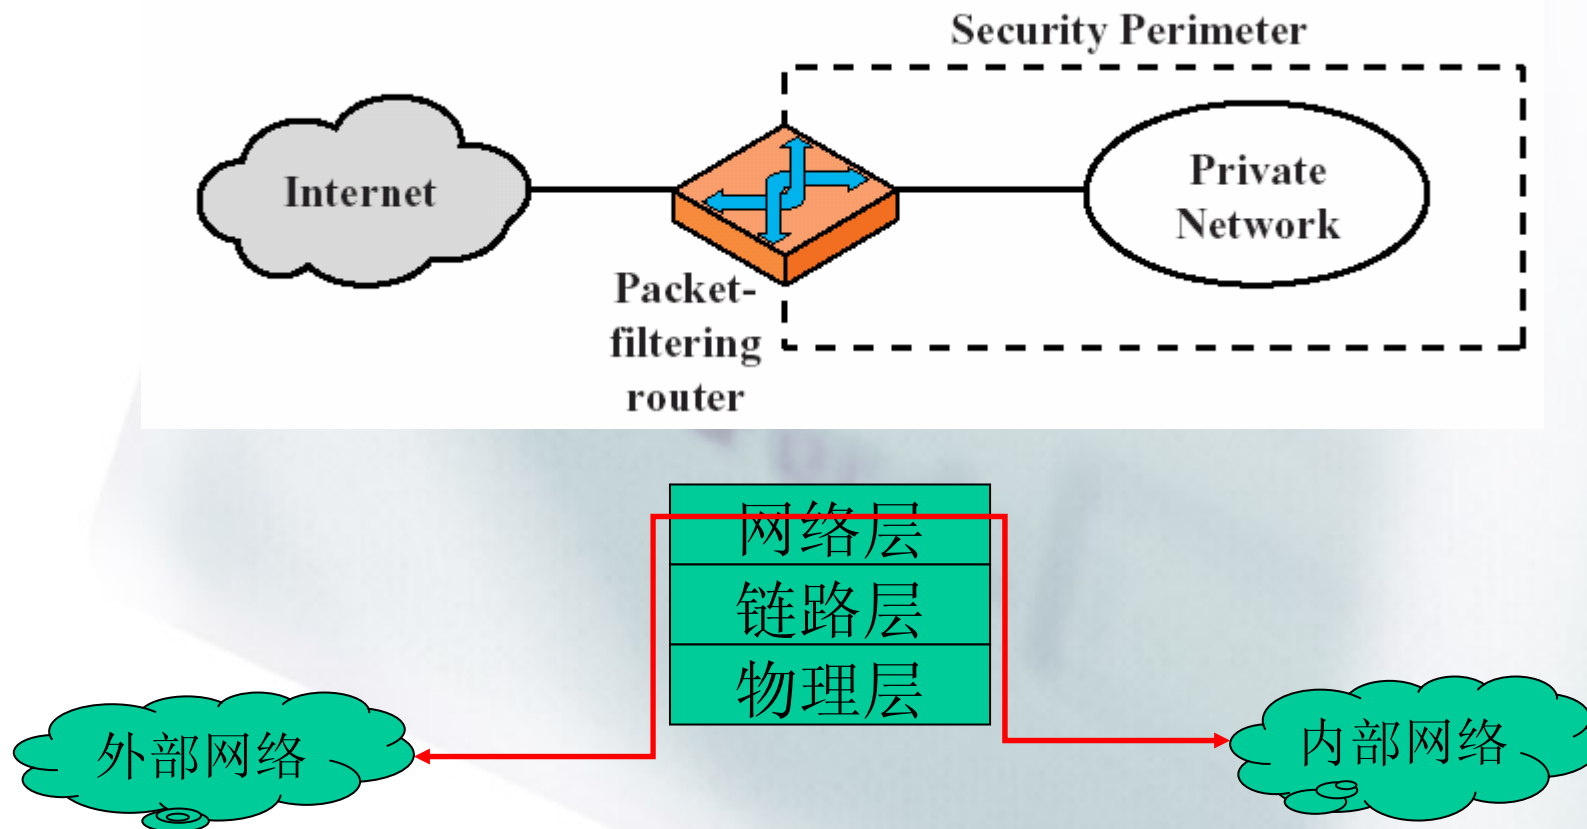 Security Perimeter
Internet
Private
Network
Packet-
filtering
router
网络层
链路层
物理层
外部网络
内部网络